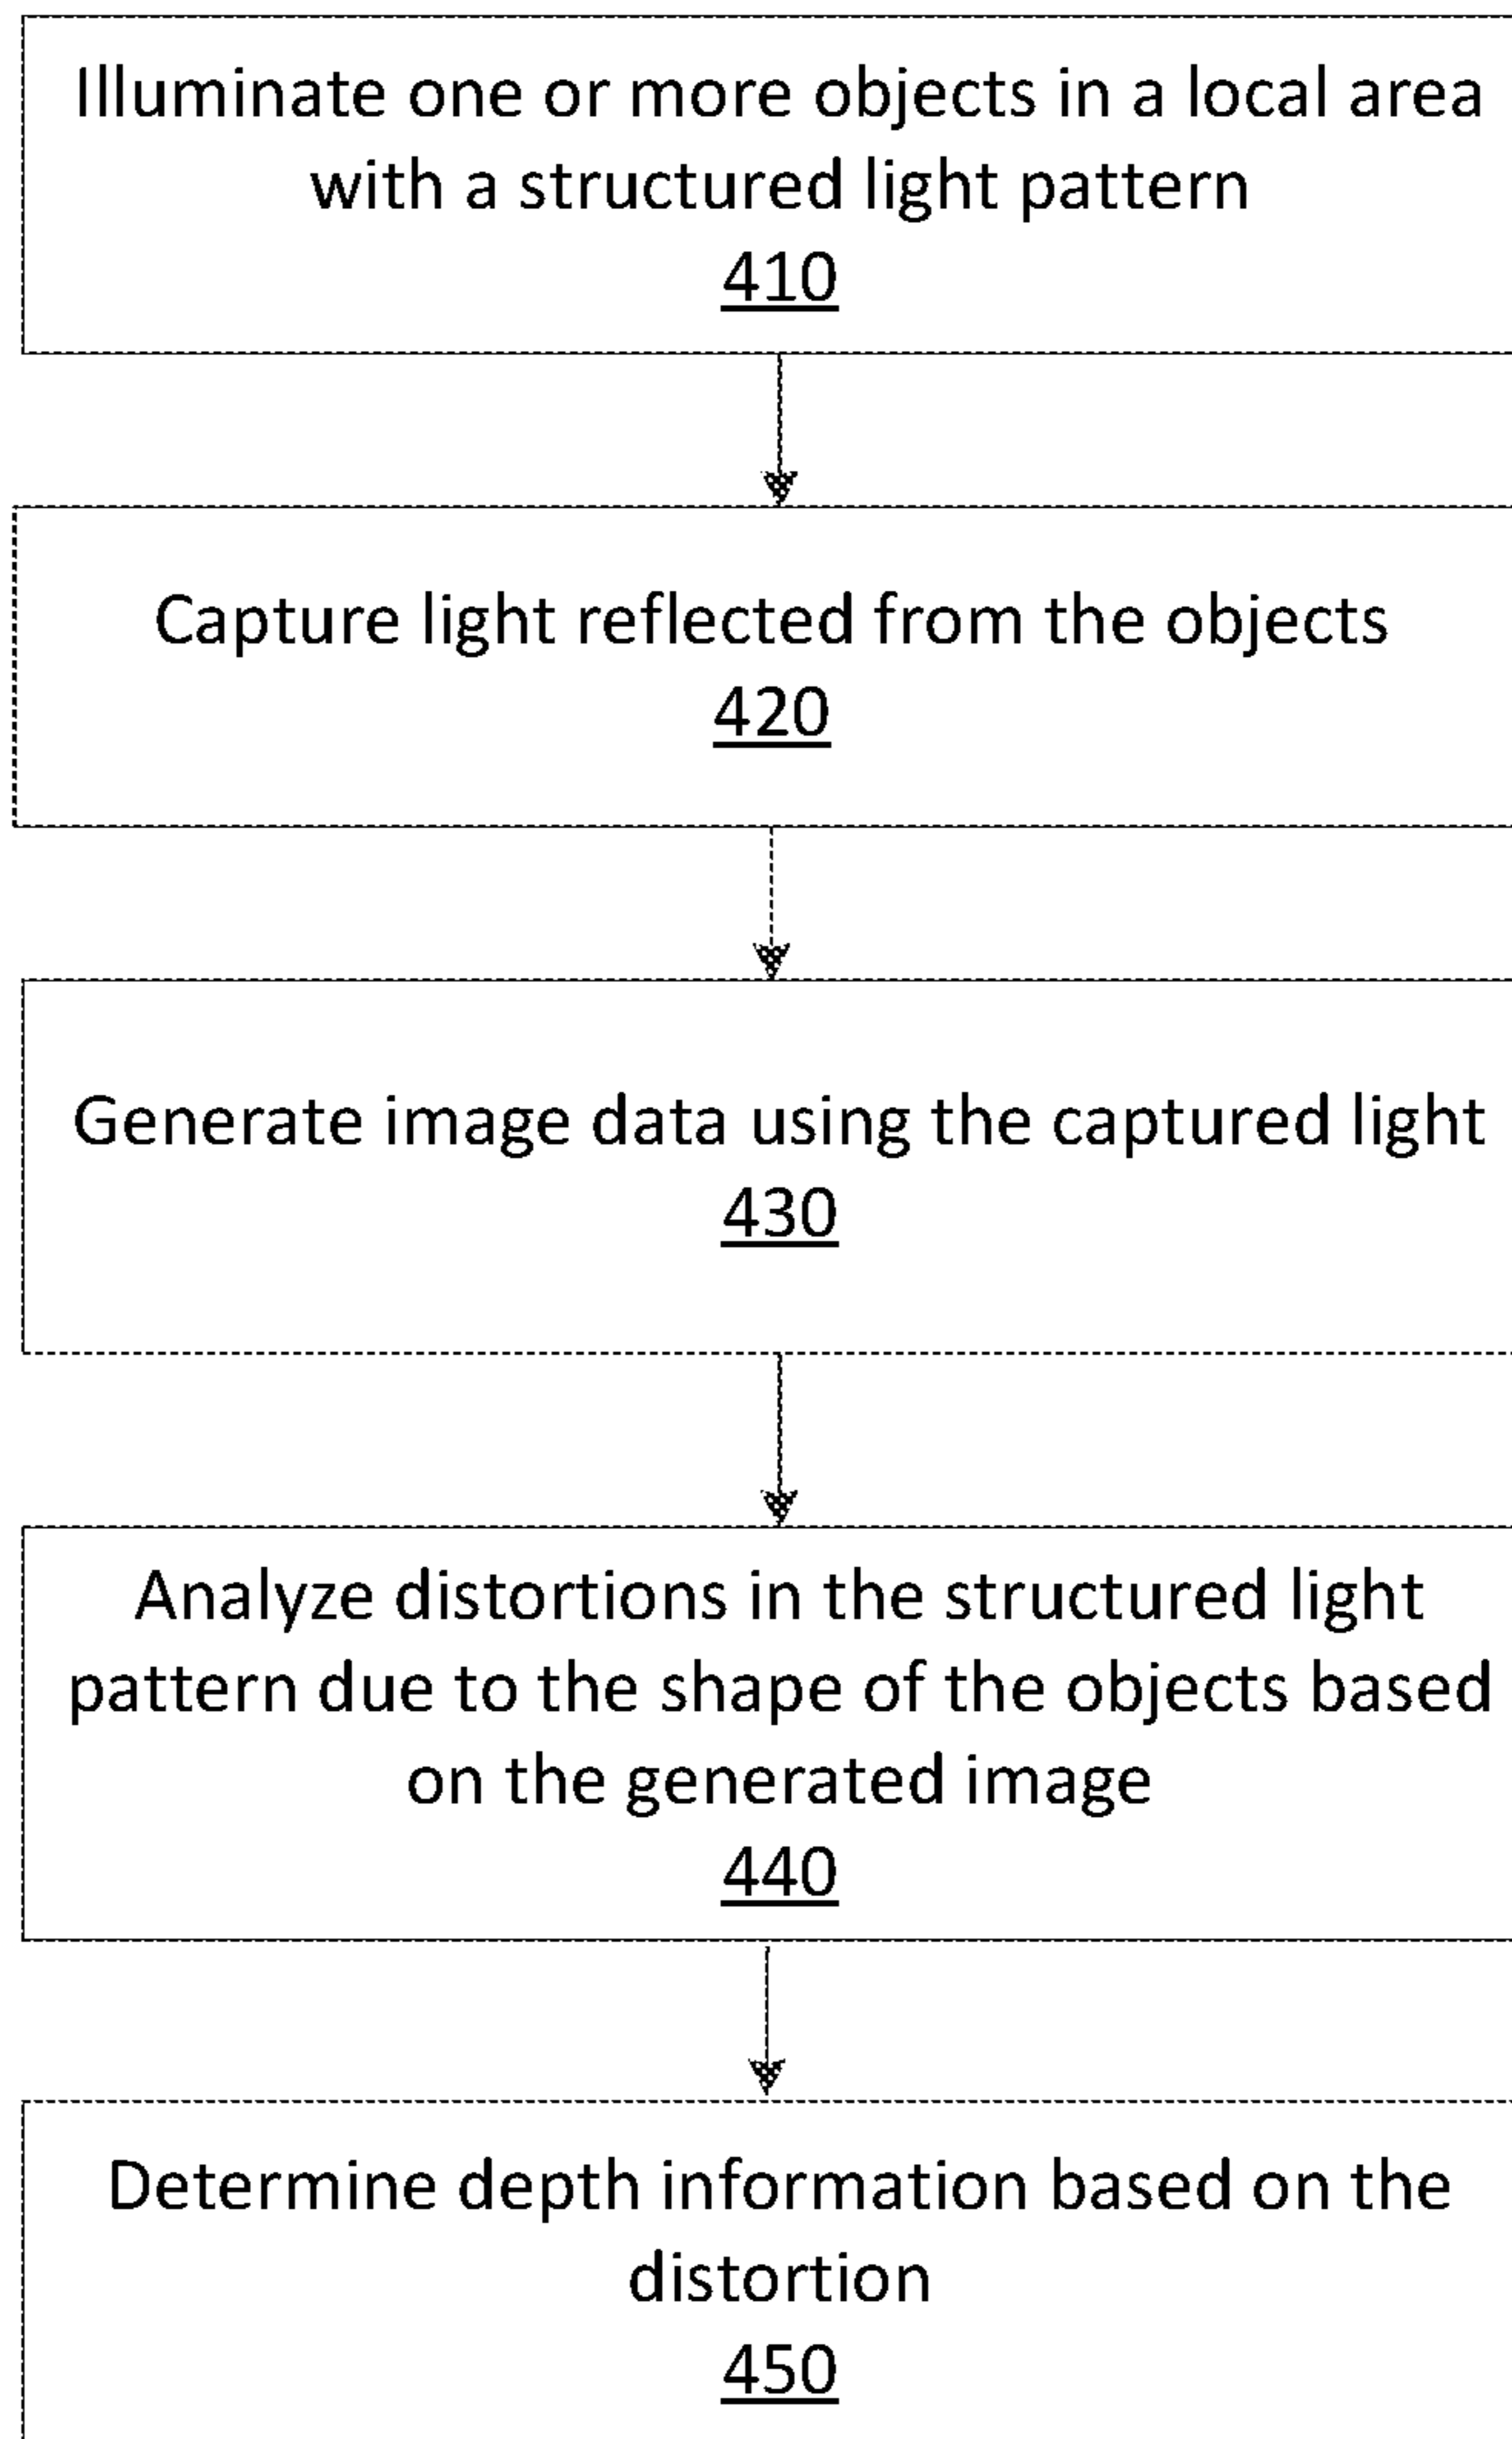 Illuminate one or more objects in a local area
with a structured light pattern
410
Capture light reflected from the objects
420
Generate image data using the captured light
430
Analyze distortions in the structured light
pattern due to the shape of the objects based
on the generated image
440
Determine depth information based on the
distortion
450